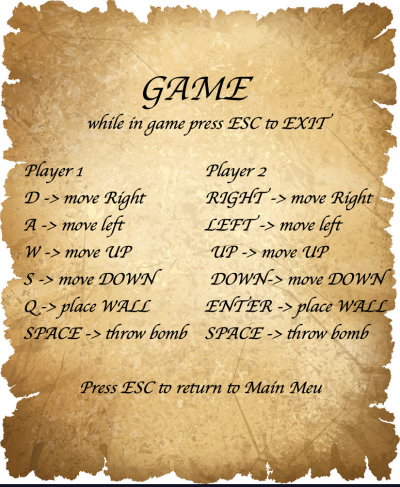 GAME
while in game press ESC to EXIT
Player 1 Player 2
D -> move Right RIGHT -> move Right
A -> move left LEFT -> move left
W -> move UP UP -> move UP
S -> move DOWN DOWN-> move DOWN
Q -> place WALL ENTER -> place WALL
SPACE -> throw bomb SPACE -> throw bomb
Press ESC to return to Main Meu